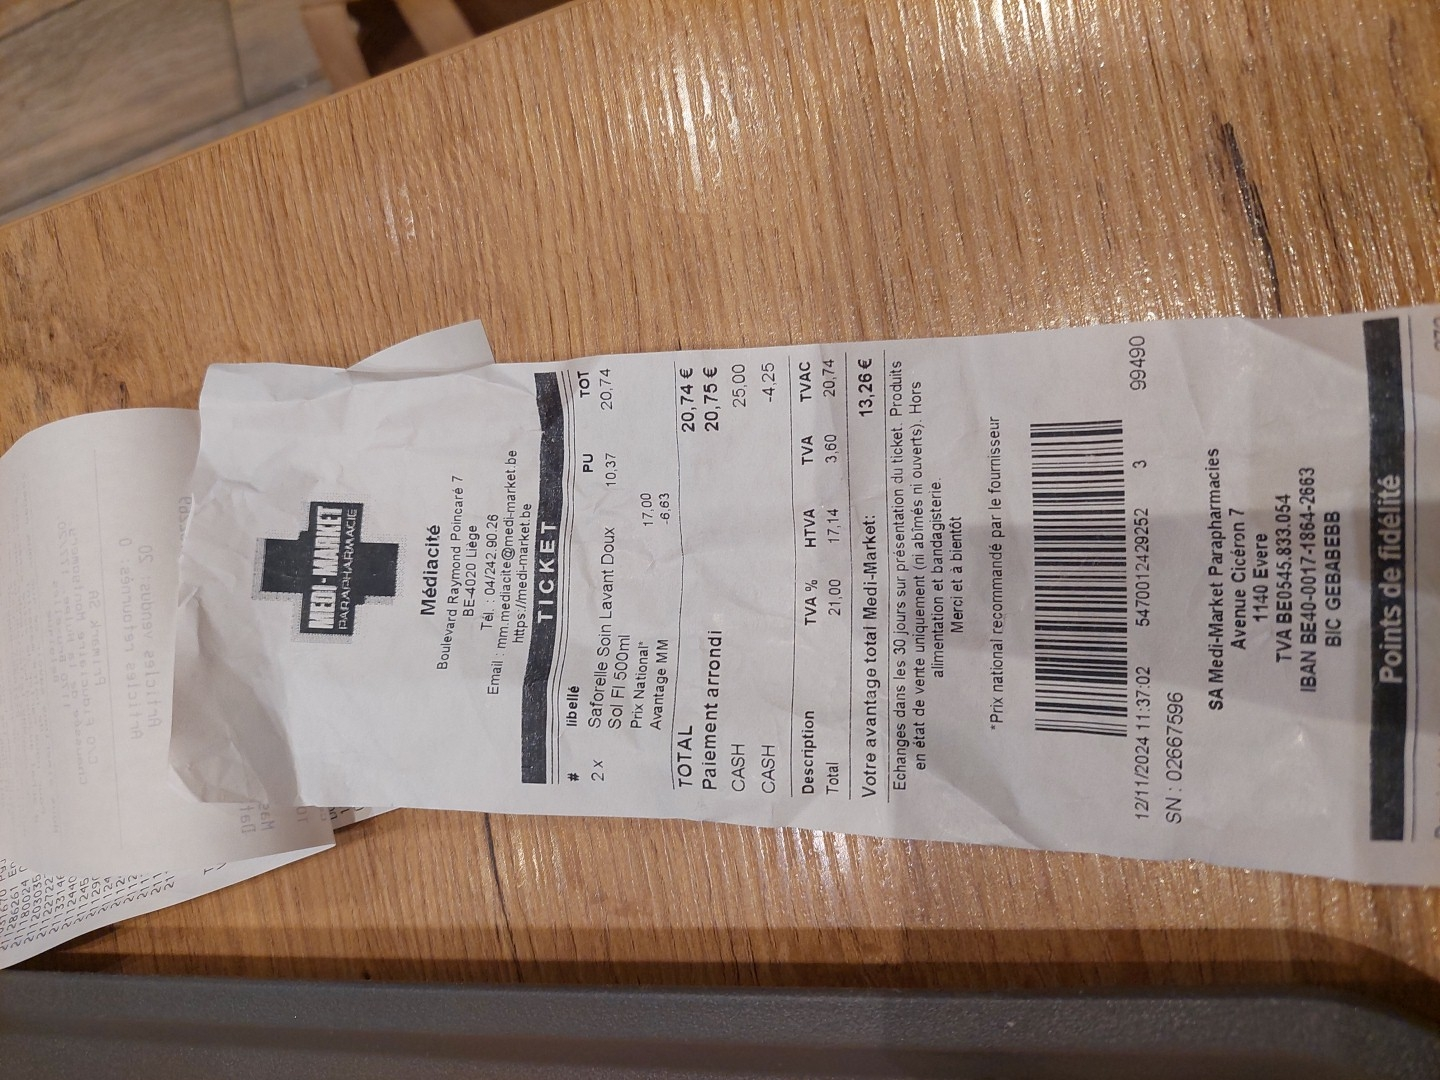 MEDI-MARKET
PARAPHARMACIE
Médiacité
Boulevard Raymond Poincaré 7
BE-4020 Liège
Tél. : 04/242.90.26
Email : mm.mediacite@medi-market.be
https://medi-market.be
TICKET
# libellé PU TOT
2 x Saforelle Soin Lavant Doux 10,37 20,74
Sol Fl 500ml
Prix National* 17,00
Avantage MM -6,63
TOTAL 20,74 €
Paiement arrondi 20,75 €
CASH 25,00
CASH -4,25
Description TVA % HTVA TVA TVAC
Total 21,00 17,14 3,60 20,74
Votre avantage total Medi-Market: 13,26 €
Echanges dans les 30 jours sur présentation du ticket. Produits
en état de vente uniquement (ni abîmés ni ouverts). Hors
alimentation et bandagisterie.
Merci et à bientôt
*Prix national recommandé par le fournisseur
12/11/2024 11:37:02 5470012429252 3 99490
SN : 02667596
SA Medi-Market Parapharmacies
Avenue Cicéron 7
1140 Evere
TVA BE0545.833.054
IBAN BE40-0017-1864-2663
BIC GEBABEBB
Points de fidélité
Articles vendus: 30
Articles retournés 0